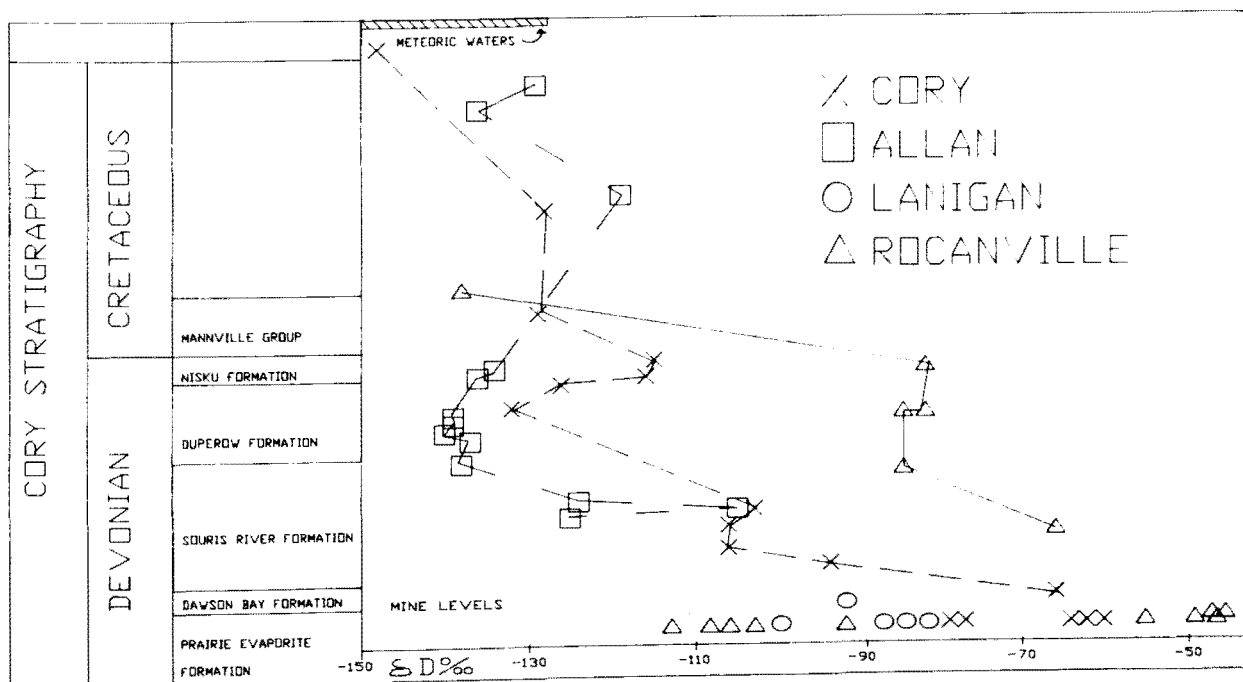 METEORIC WATERS
CORY
ALLAN
LANIGAN
ROCANVILLE
CORY STRATIGRAPHY
CRETACEOUS
DEVONIAN
MANNVILLE GROUP
NISKU FORMATION
DUPEROW FORMATION
SOURIS RIVER FORMATION
DAWSON BAY FORMATION
PRAIRIE EVAPORITE
FORMATION
MINE LEVELS
-150
-130
-110
-90
-70
-50
δD‰